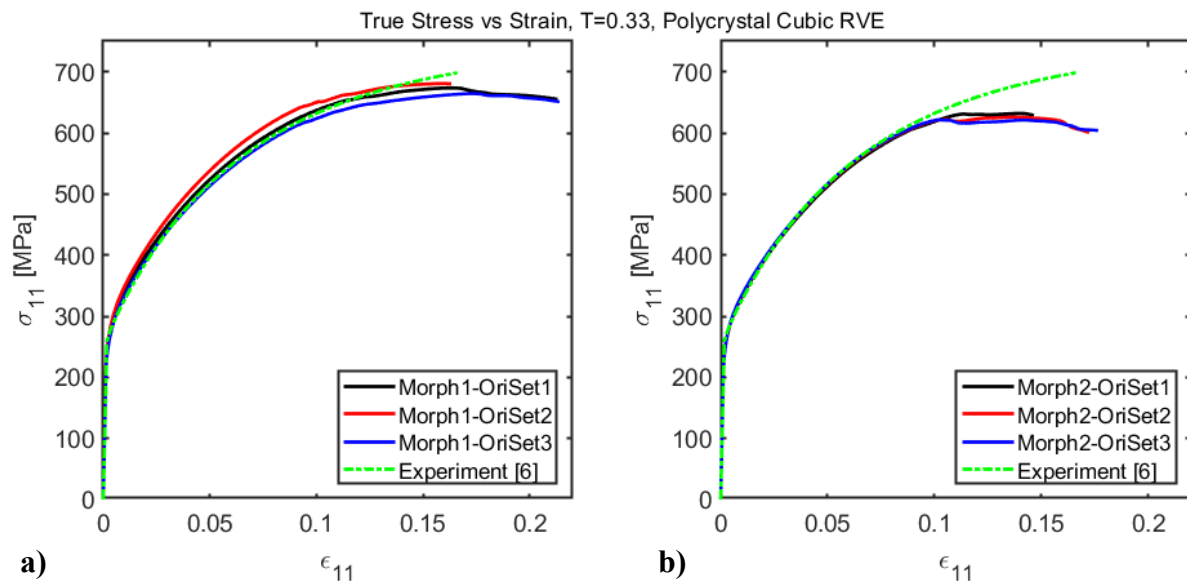 True Stress vs Strain, T=0.33, Polycrystal Cubic RVE
700
600
500
400
300
200
100
0
σ11 [MPa]
Morph1-OriSet1
Morph1-OriSet2
Morph1-OriSet3
Experiment [6]
0 0.05 0.1 0.15 0.2
a) ϵ11
700
600
500
400
300
200
100
0
σ11 [MPa]
Morph2-OriSet1
Morph2-OriSet2
Morph2-OriSet3
Experiment [6]
0 0.05 0.1 0.15 0.2
b) ϵ11